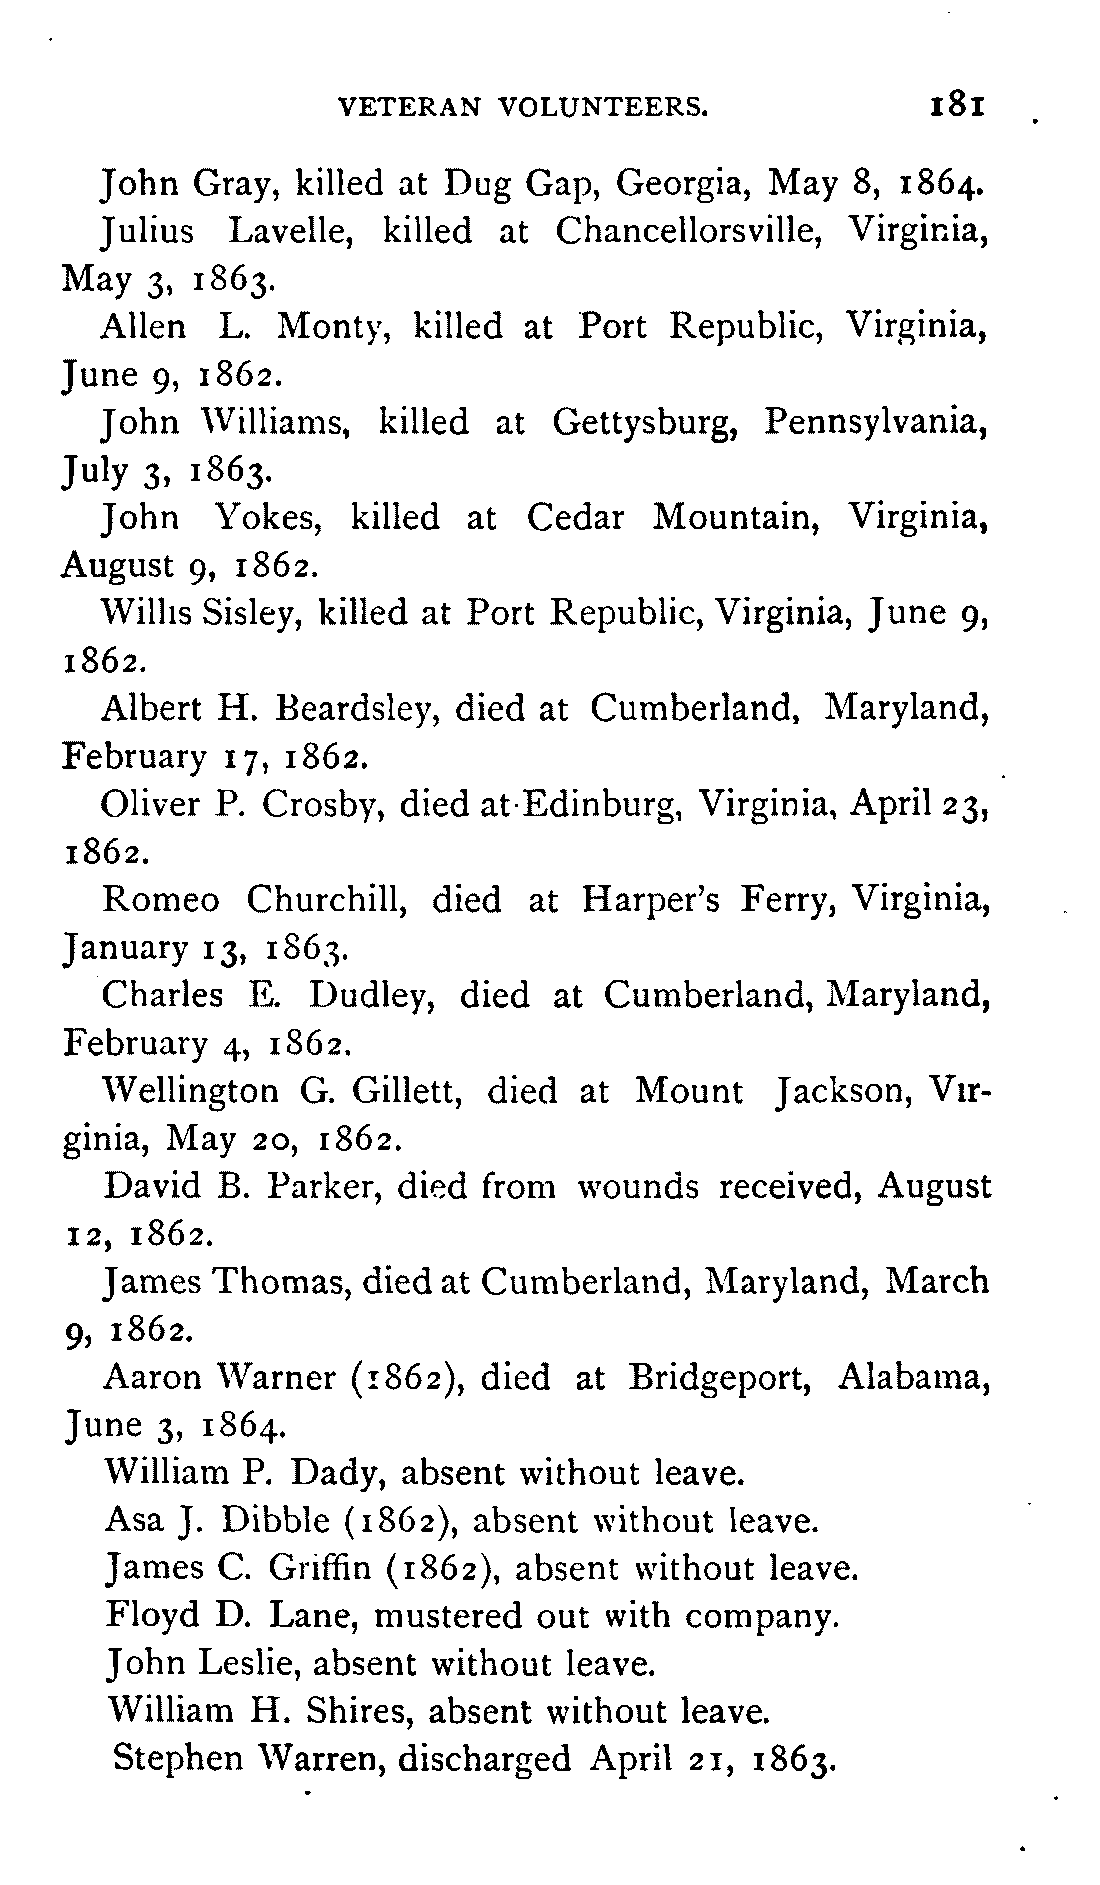 VETERAN VOLUNTEERS. 181
John Gray, killed at Dug Gap, Georgia, May 8, 1864.
Julius Lavelle, killed at Chancellorsville, Virginia,
May 3, 1863.
Allen L. Monty, killed at Port Republic, Virginia,
June 9, 1862.
John Williams, killed at Gettysburg, Pennsylvania,
July 3, 1863.
John Yokes, killed at Cedar Mountain, Virginia,
August 9, 1862.
Willis Sisley, killed at Port Republic, Virginia, June 9,
1862.
Albert H. Beardsley, died at Cumberland, Maryland,
February 17, 1862.
Oliver P. Crosby, died at Edinburg, Virginia, April 23,
1862.
Romeo Churchill, died at Harper's Ferry, Virginia,
January 13, 1863.
Charles E. Dudley, died at Cumberland, Maryland,
February 4, 1862.
Wellington G. Gillett, died at Mount Jackson, Vir-
ginia, May 20, 1862.
David B. Parker, died from wounds received, August
12, 1862.
James Thomas, died at Cumberland, Maryland, March
9, 1862.
Aaron Warner (1862), died at Bridgeport, Alabama,
June 3, 1864.
William P. Dady, absent without leave.
Asa J. Dibble (1862), absent without leave.
James C. Griffin (1862), absent without leave.
Floyd D. Lane, mustered out with company.
John Leslie, absent without leave.
William H. Shires, absent without leave.
Stephen Warren, discharged April 21, 1863.